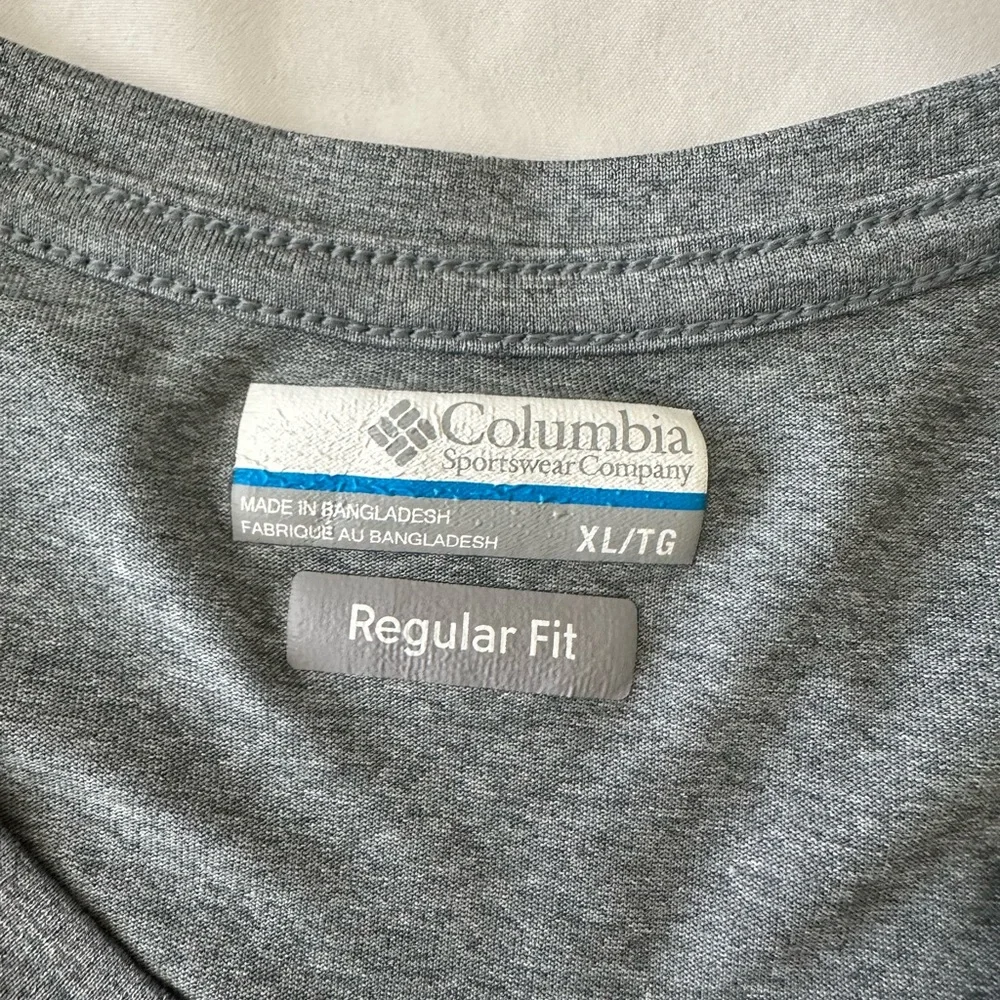 Columbia
Sportswear Company
MADE IN BANGLADESH
FABRIQUÉ AU BANGLADESH
XL/TG
Regular Fit